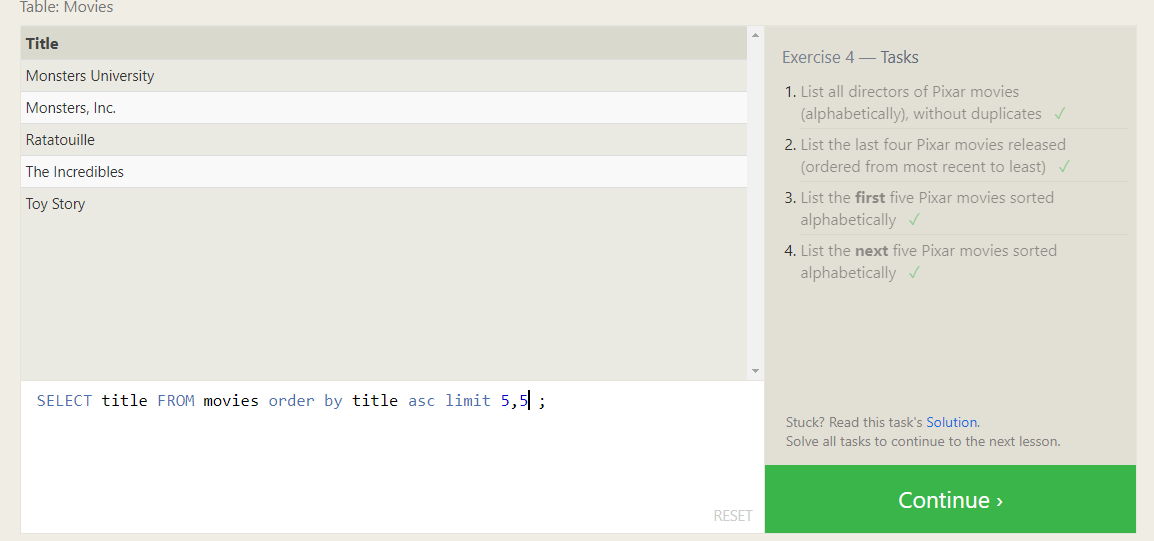 Table: Movies
Title
Monsters University
Monsters, Inc.
Ratatouille
The Incredibles
Toy Story
SELECT title FROM movies order by title asc limit 5,5 ;
RESET
Exercise 4 — Tasks
1. List all directors of Pixar movies
(alphabetically), without duplicates ✓
2. List the last four Pixar movies released
(ordered from most recent to least) ✓
3. List the first five Pixar movies sorted
alphabetically ✓
4. List the next five Pixar movies sorted
alphabetically ✓
Stuck? Read this task's Solution.
Solve all tasks to continue to the next lesson.
Continue ›